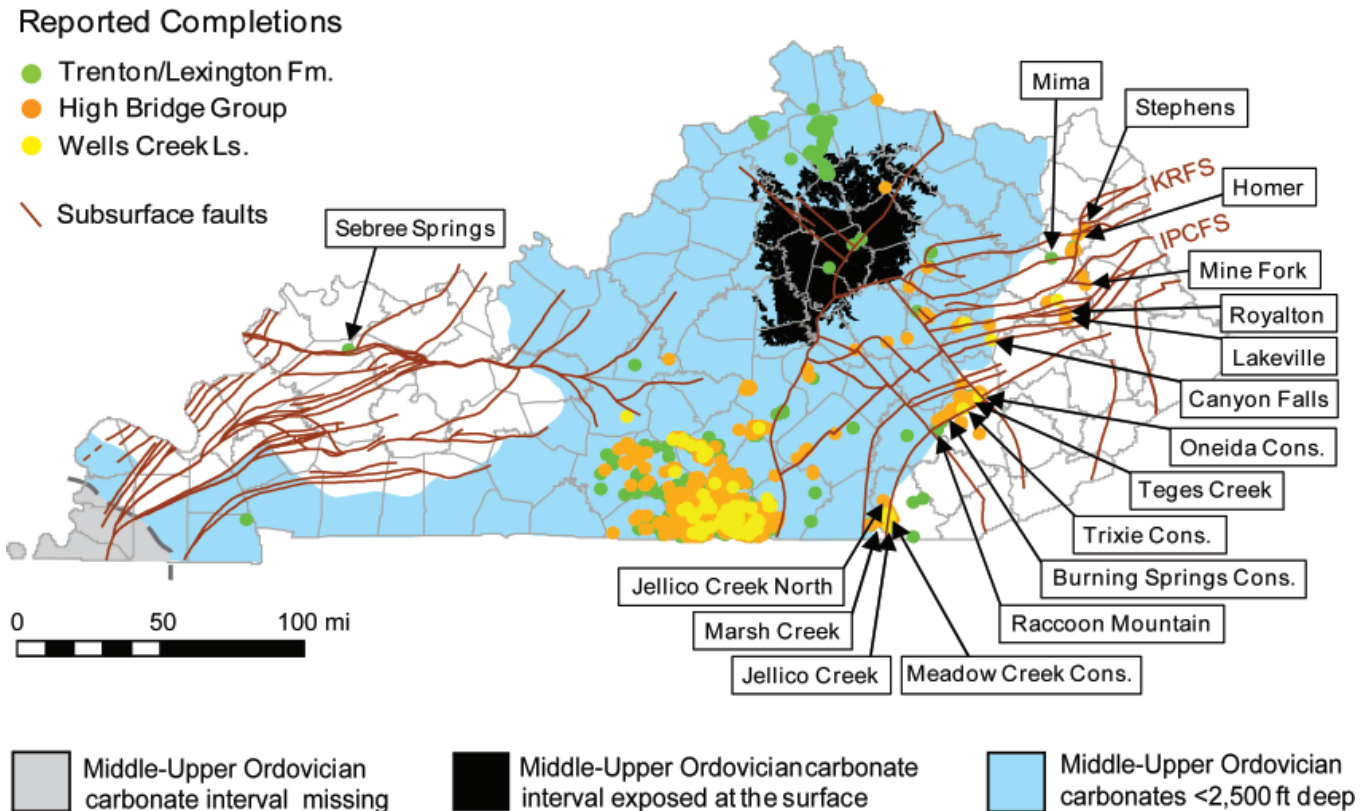 Reported Completions
Trenton/Lexington Fm.
High Bridge Group
Wells Creek Ls.
Subsurface faults
Sebree Springs
Mima
Stephens
KRFS
Homer
IPCFS
Mine Fork
Royalton
Lakeville
Canyon Falls
Oneida Cons.
Teges Creek
Trixie Cons.
Burning Springs Cons.
Raccoon Mountain
Jellico Creek North
Marsh Creek
Jellico Creek
Meadow Creek Cons.
0 50 100 mi
Middle-Upper Ordovician
carbonate interval missing
Middle-Upper Ordovician carbonate
interval exposed at the surface
Middle-Upper Ordovician
carbonates <2,500 ft deep